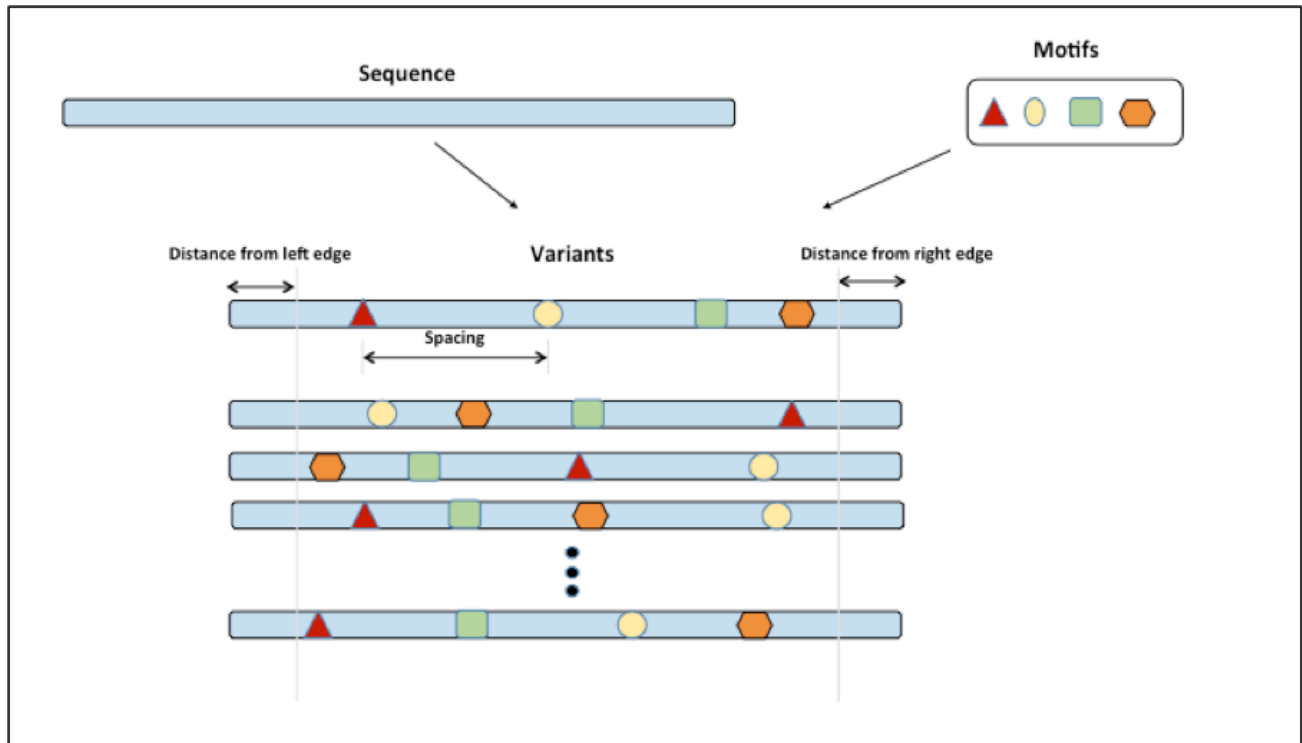 Motifs
Sequence
Variants
Distance from left edge
Distance from right edge
Spacing